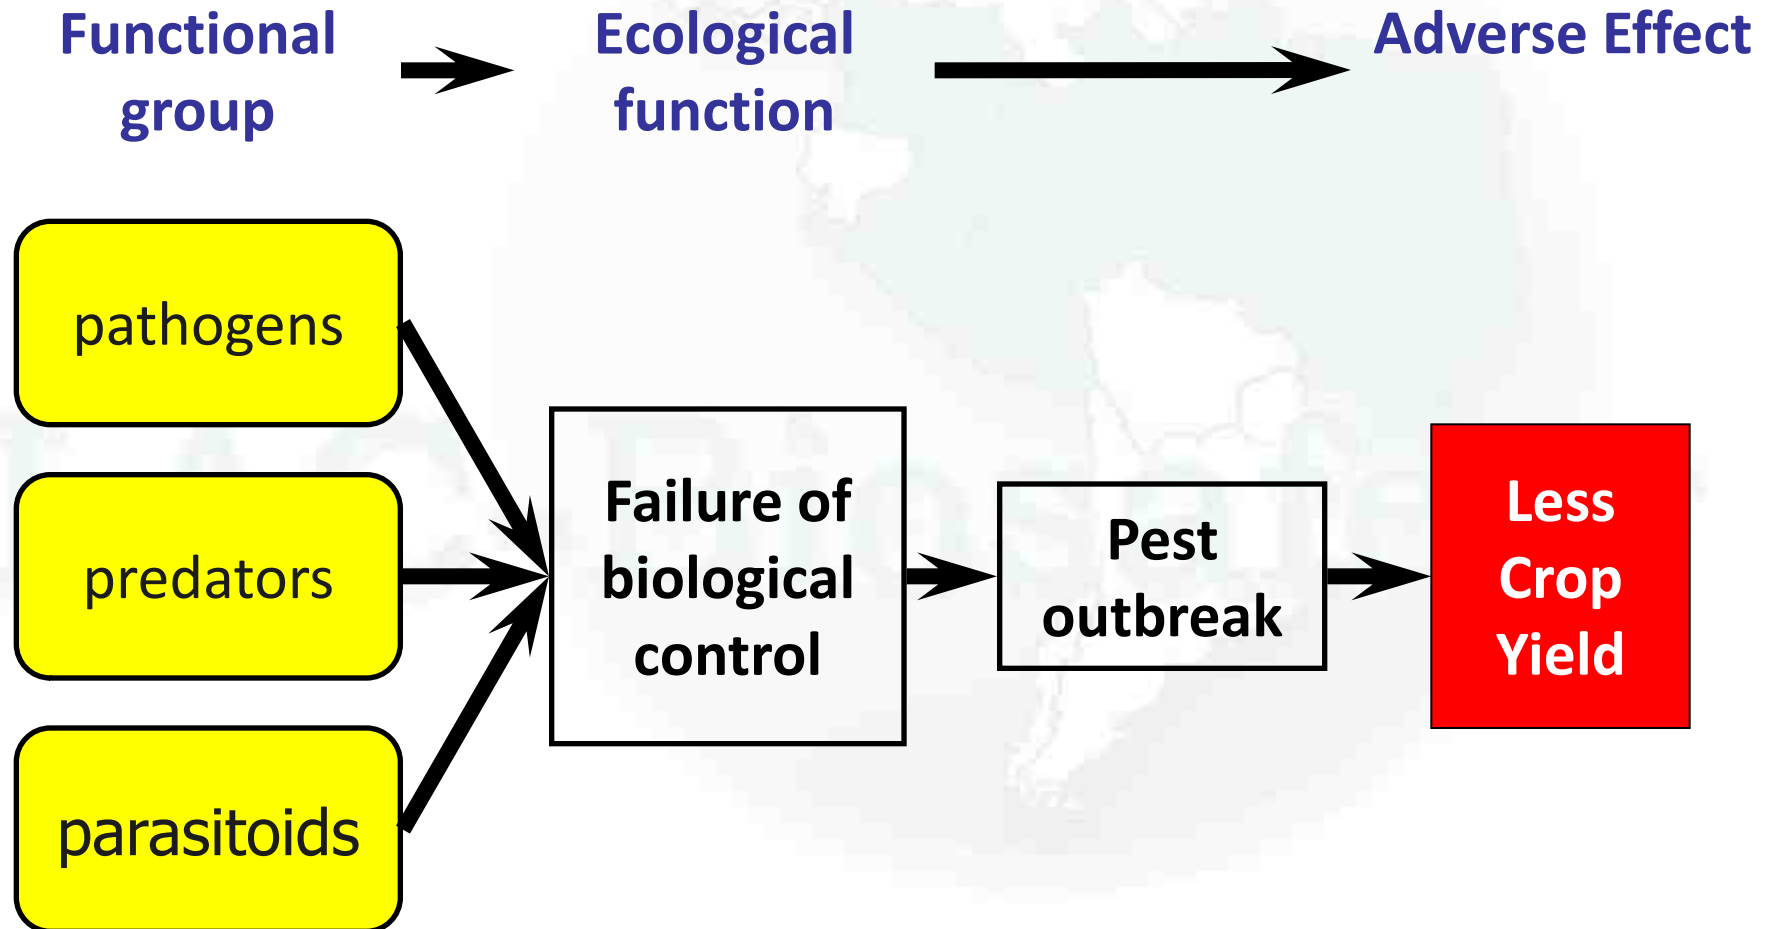 Functional
group
Ecological
function
Adverse Effect
pathogens
predators
parasitoids
Failure of
biological
control
Pest
outbreak
Less
Crop
Yield